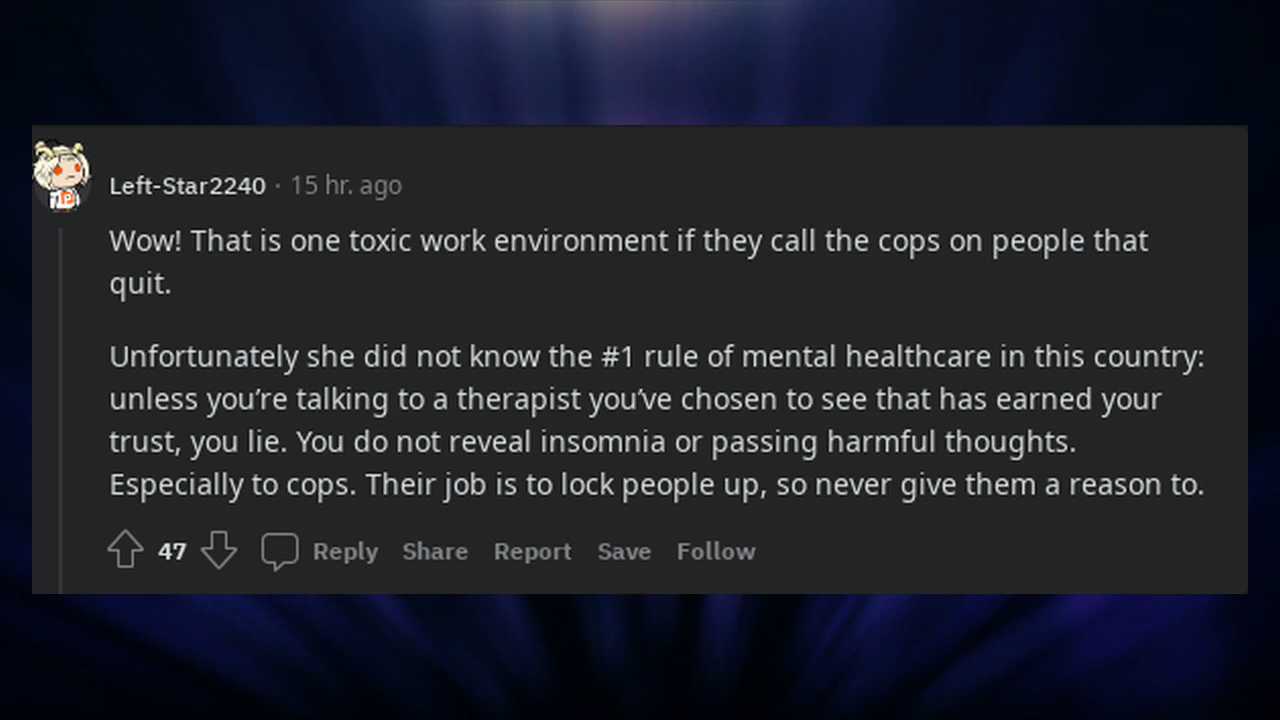 Left-Star2240 · 15 hr. ago
Wow! That is one toxic work environment if they call the cops on people that
quit.
Unfortunately she did not know the #1 rule of mental healthcare in this country:
unless you’re talking to a therapist you’ve chosen to see that has earned your
trust, you lie. You do not reveal insomnia or passing harmful thoughts.
Especially to cops. Their job is to lock people up, so never give them a reason to.
47 Reply Share Report Save Follow